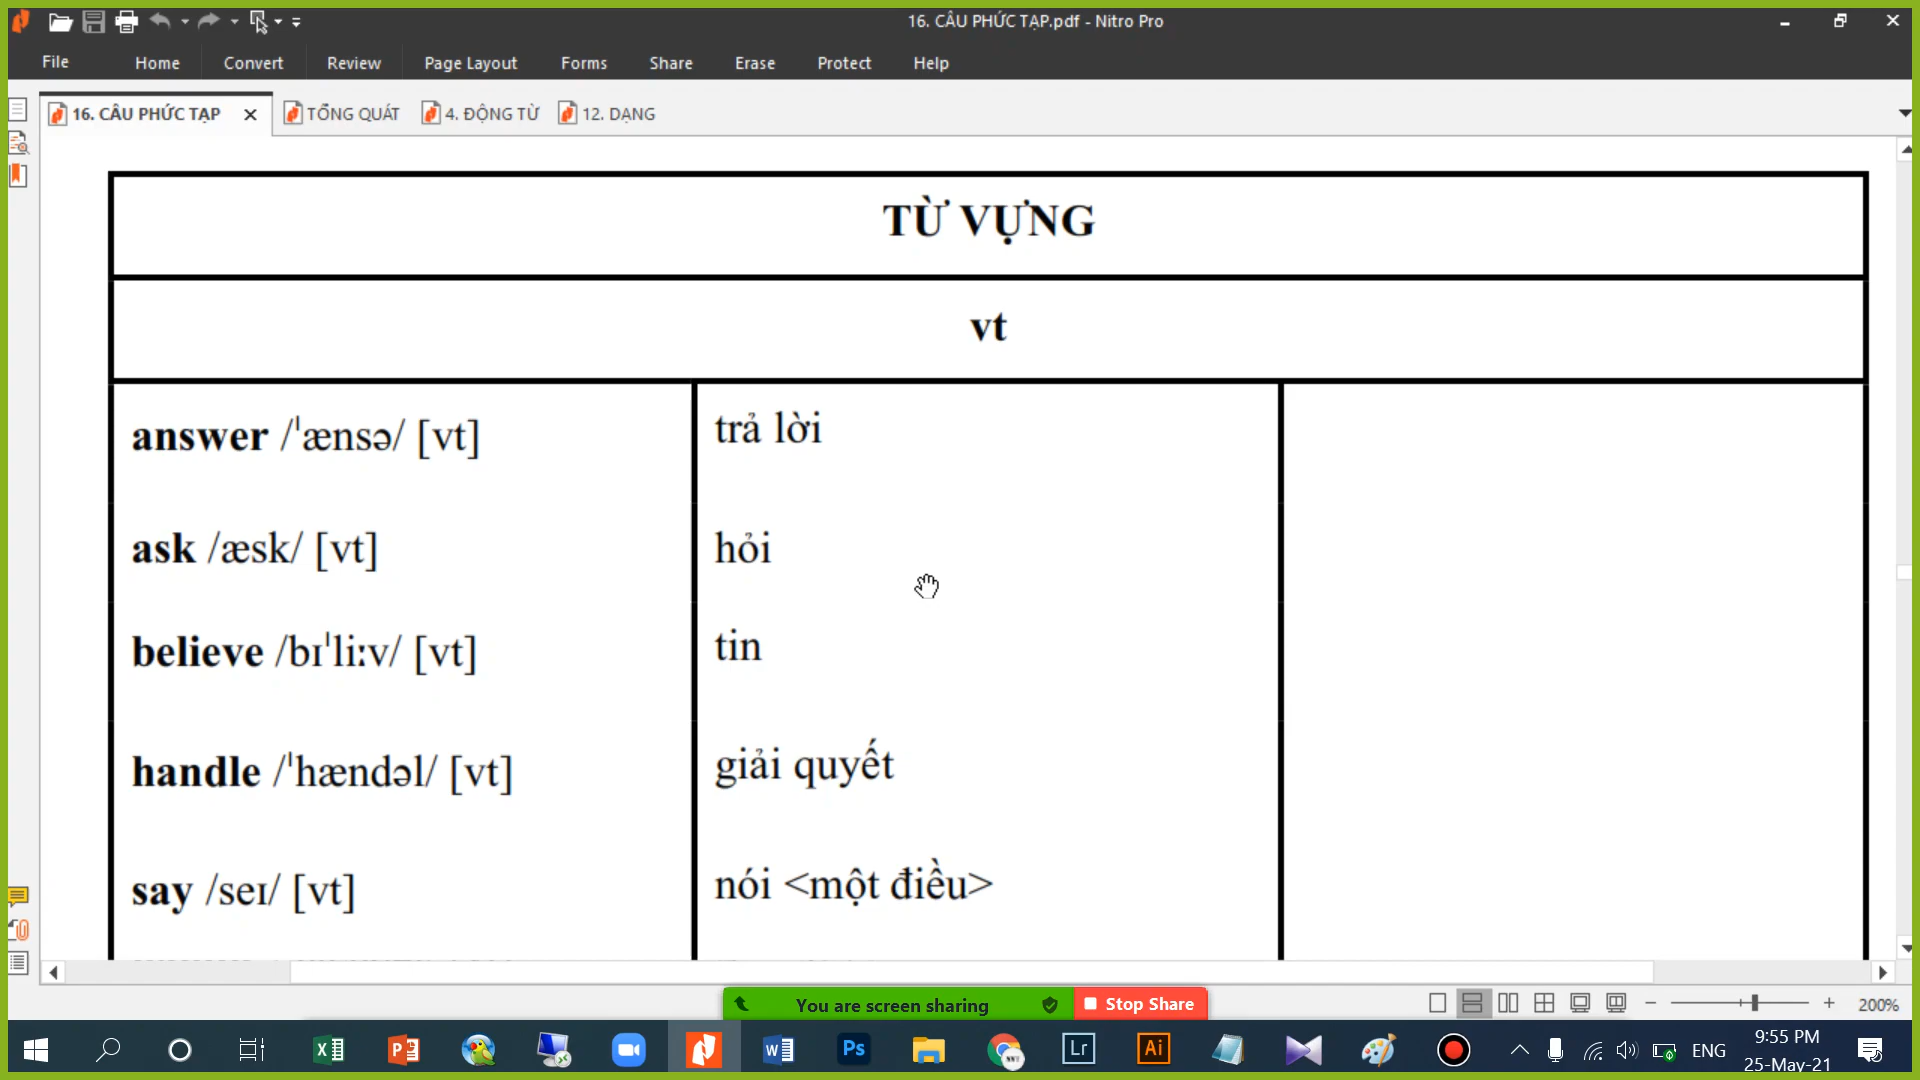 16. CÂU PHỨC TẠP.pdf - Nitro Pro
File Home Convert Review Page Layout Forms Share Erase Protect Help
16. CÂU PHỨC TẠP TỔNG QUÁT 4. ĐỘNG TỪ 12. DẠNG
TỪ VỰNG
vt
answer /ˈænsə/ [vt] trả lời
ask /æsk/ [vt] hỏi
believe /bɪˈliːv/ [vt] tin
handle /ˈhændəl/ [vt] giải quyết
say /seɪ/ [vt] nói <một điều>
You are screen sharing Stop Share
200%
9:55 PM
ENG
25-May-21